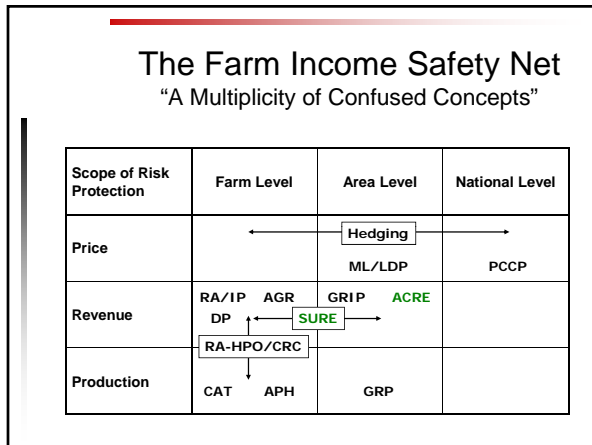 The Farm Income Safety Net
“A Multiplicity of Confused Concepts”
Scope of Risk
Protection
Farm Level
Area Level
National Level
Price
Hedging
ML/LDP
PCCP
Revenue
RA/IP
AGR
GRIP
ACRE
DP
SURE
RA-HPO/CRC
Production
CAT
APH
GRP